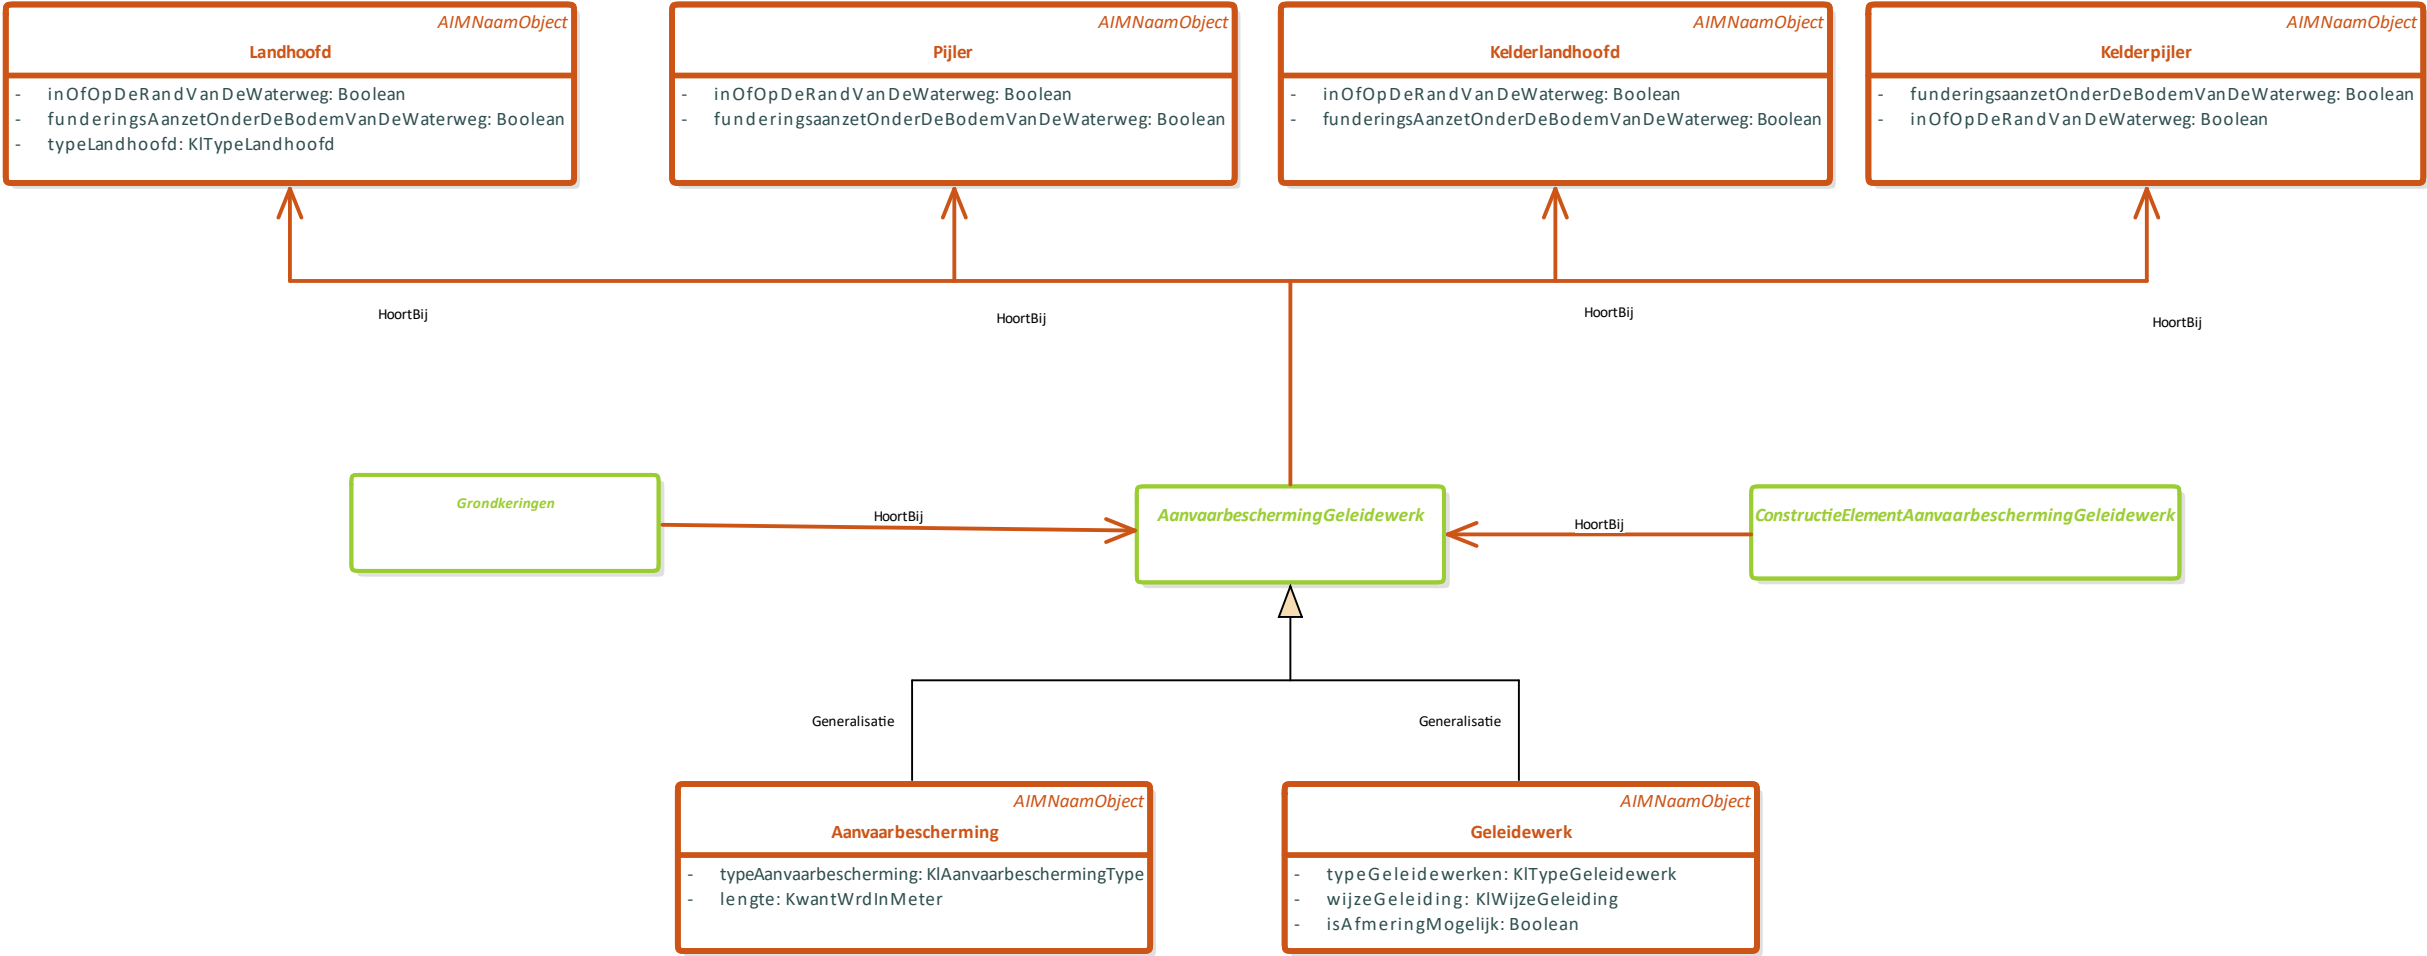 AIMNaamObject
Landhoofd
- inOfOpDeRandVanDeWaterweg: Boolean
- funderingsAanzetOnderDeBodemVanDeWaterweg: Boolean
- typeLandhoofd: KlTypeLandhoofd
AIMNaamObject
Pijler
- inOfOpDeRandVanDeWaterweg: Boolean
- funderingsaanzetOnderDeBodemVanDeWaterweg: Boolean
AIMNaamObject
Kelderlandhoofd
- inOfOpDeRandVanDeWaterweg: Boolean
- funderingsAanzetOnderDeBodemVanDeWaterweg: Boolean
AIMNaamObject
Kelderpijler
- funderingsaanzetOnderDeBodemVanDeWaterweg: Boolean
- inOfOpDeRandVanDeWaterweg: Boolean
HoortBij
HoortBij
HoortBij
HoortBij
Grondkeringen
HoortBij
AanvaarbeschermingGeleidewerk
HoortBij
ConstructieElementAanvaarbeschermingGeleidewerk
Generalisatie
Generalisatie
AIMNaamObject
Aanvaarbescherming
- typeAanvaarbescherming: KlAanvaarbeschermingType
- lengte: KwantWrdInMeter
AIMNaamObject
Geleidewerk
- typeGeleidewerken: KlTypeGeleidewerk
- wijzeGeleiding: KlWijzeGeleiding
- isAfmeringMogelijk: Boolean